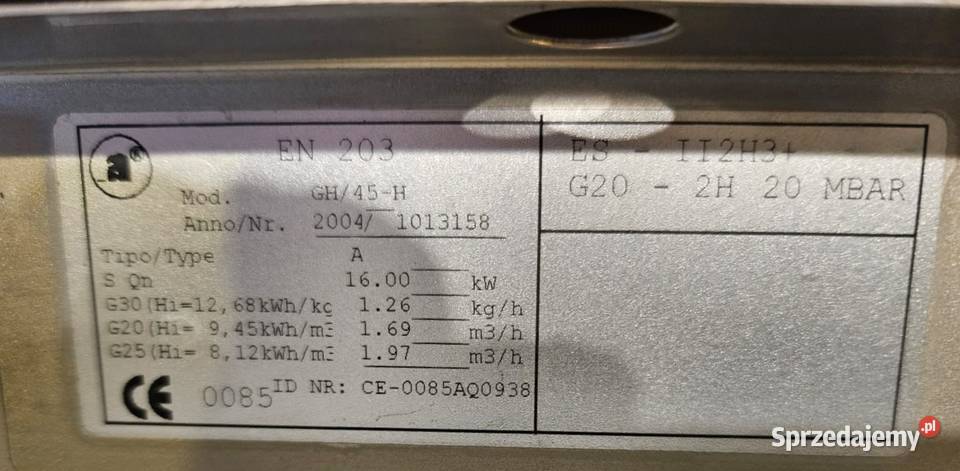 a®
EN 203
Mod. GH/45-H
Anno/Nr. 2004/ 1013158
Tipo/Type A
S Qn 16.00 kW
G30(Hi=12,68kWh/kg 1.26 kg/h
G20(Hi= 9,45kWh/m3 1.69 m3/h
G25(Hi= 8,12kWh/m3 1.97 m3/h
CE 0085 ID NR: CE-0085AQ0938
ES - II2H3+
G20 - 2H 20 MBAR
Sprzedajemy.pl